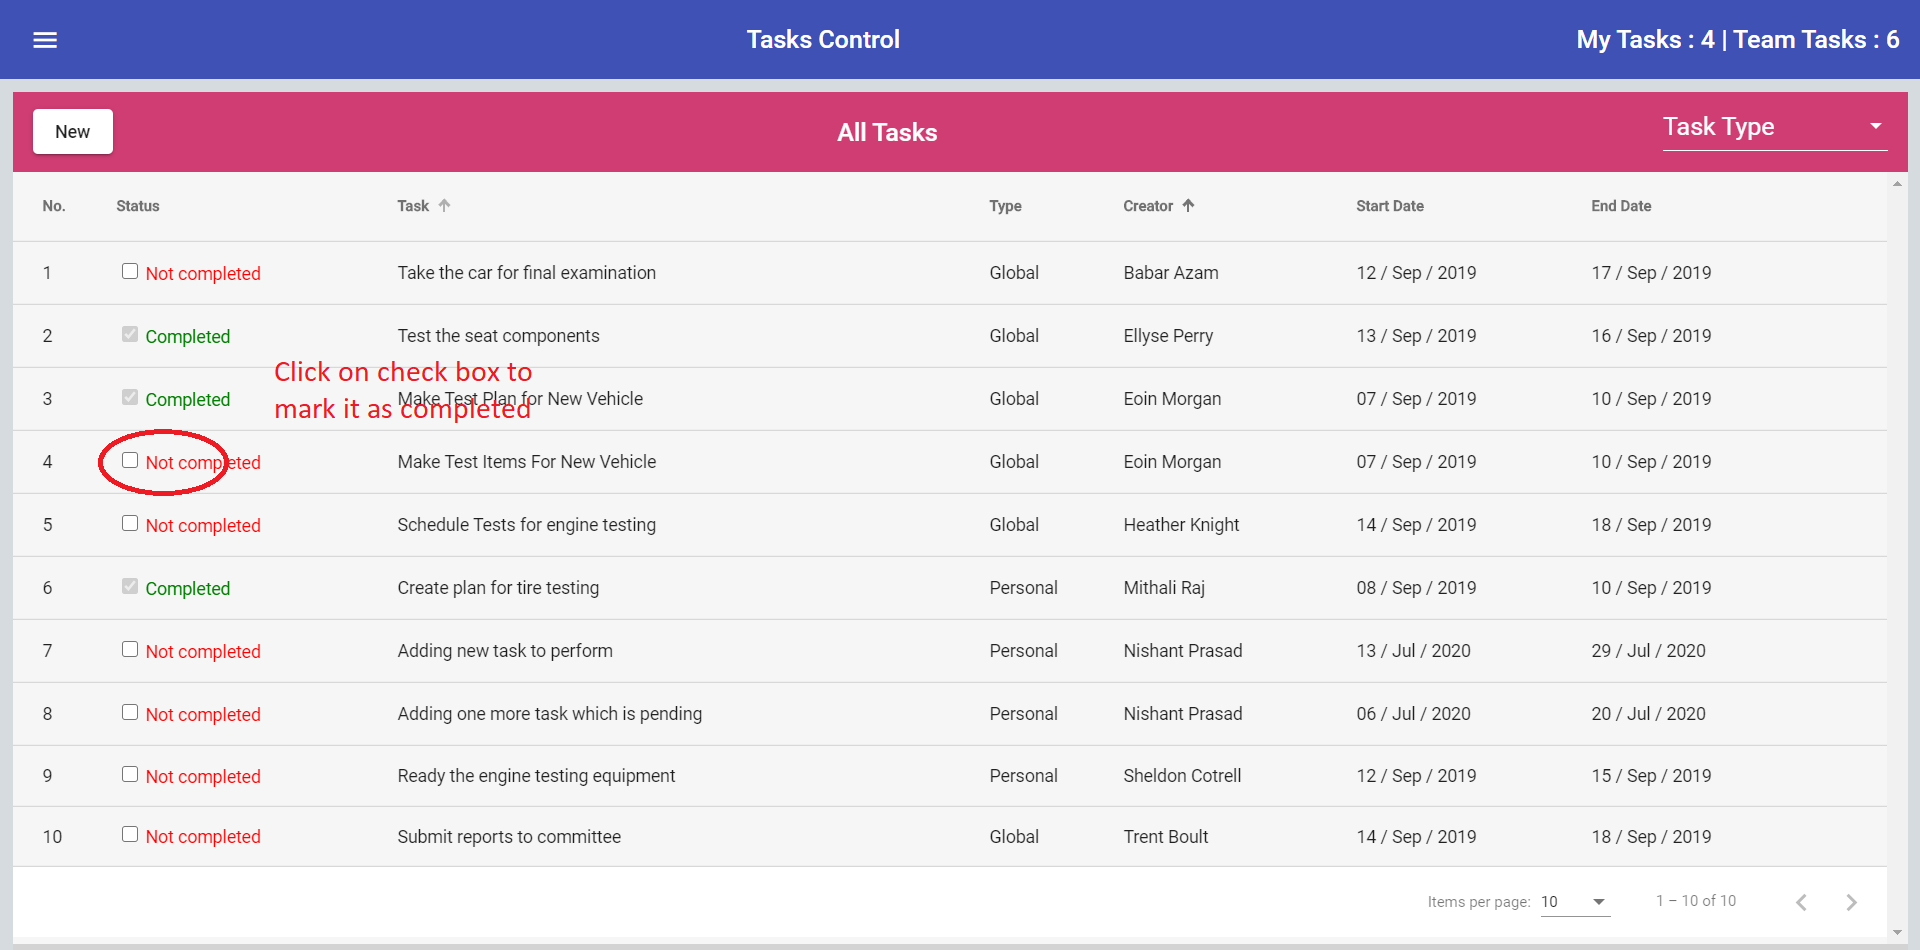 Tasks Control
My Tasks : 4 | Team Tasks : 6
New
All Tasks
Task Type
No. Status Task Type Creator Start Date End Date
1 Not completed Take the car for final examination Global Babar Azam 12 / Sep / 2019 17 / Sep / 2019
2 Completed Test the seat components Global Ellyse Perry 13 / Sep / 2019 16 / Sep / 2019
Click on check box to
mark it as completed
3 Completed Make Test Plan for New Vehicle Global Eoin Morgan 07 / Sep / 2019 10 / Sep / 2019
4 Not completed Make Test Items For New Vehicle Global Eoin Morgan 07 / Sep / 2019 10 / Sep / 2019
5 Not completed Schedule Tests for engine testing Global Heather Knight 14 / Sep / 2019 18 / Sep / 2019
6 Completed Create plan for tire testing Personal Mithali Raj 08 / Sep / 2019 10 / Sep / 2019
7 Not completed Adding new task to perform Personal Nishant Prasad 13 / Jul / 2020 29 / Jul / 2020
8 Not completed Adding one more task which is pending Personal Nishant Prasad 06 / Jul / 2020 20 / Jul / 2020
9 Not completed Ready the engine testing equipment Personal Sheldon Cotrell 12 / Sep / 2019 15 / Sep / 2019
10 Not completed Submit reports to committee Global Trent Boult 14 / Sep / 2019 18 / Sep / 2019
Items per page: 10 1 – 10 of 10